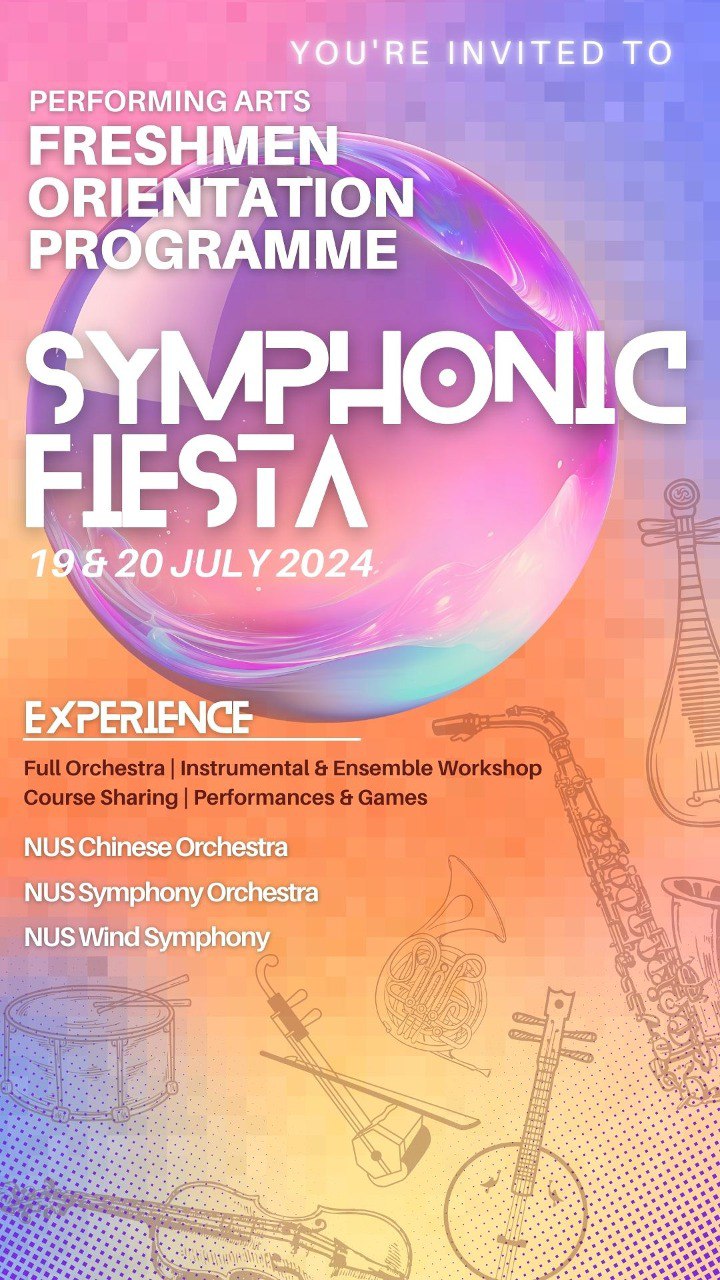 YOU'RE INVITED TO
PERFORMING ARTS
FRESHMEN
ORIENTATION
PROGRAMME
SYMPHONIC
FIESTA
19 & 20 JULY 2024
EXPERIENCE
Full Orchestra | Instrumental & Ensemble Workshop
Course Sharing | Performances & Games
NUS Chinese Orchestra
NUS Symphony Orchestra
NUS Wind Symphony